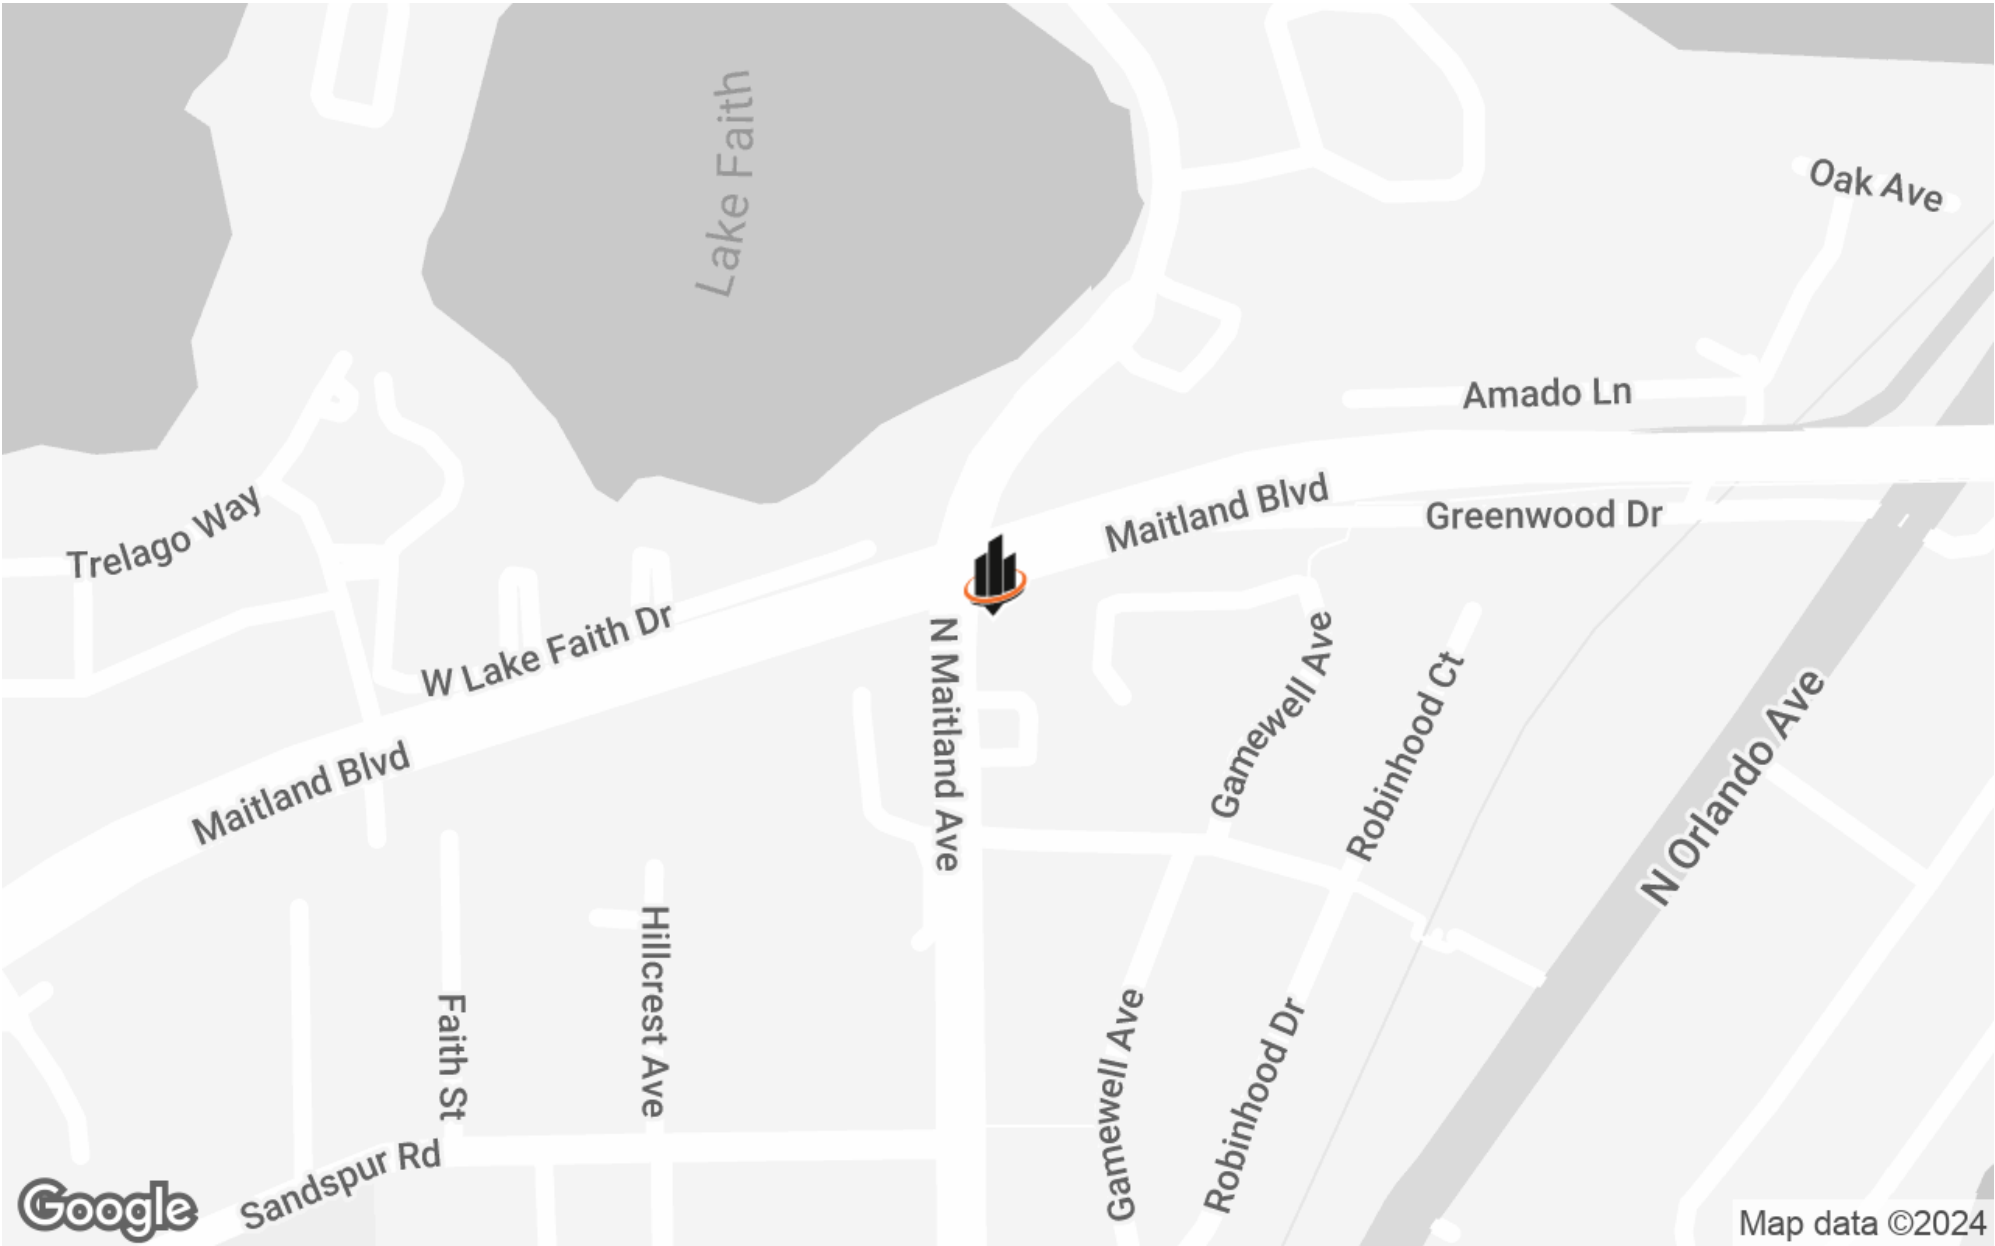 Lake Faith
Oak Ave
Amado Ln
Maitland Blvd
Greenwood Dr
Trelago Way
W Lake Faith Dr
N Maitland Ave
Gamewell Ave
Robinhood Ct
N Orlando Ave
Maitland Blvd
Hillcrest Ave
Faith St
Gamewell Ave
Robinhood Dr
Sandspur Rd
Google
Map data ©2024